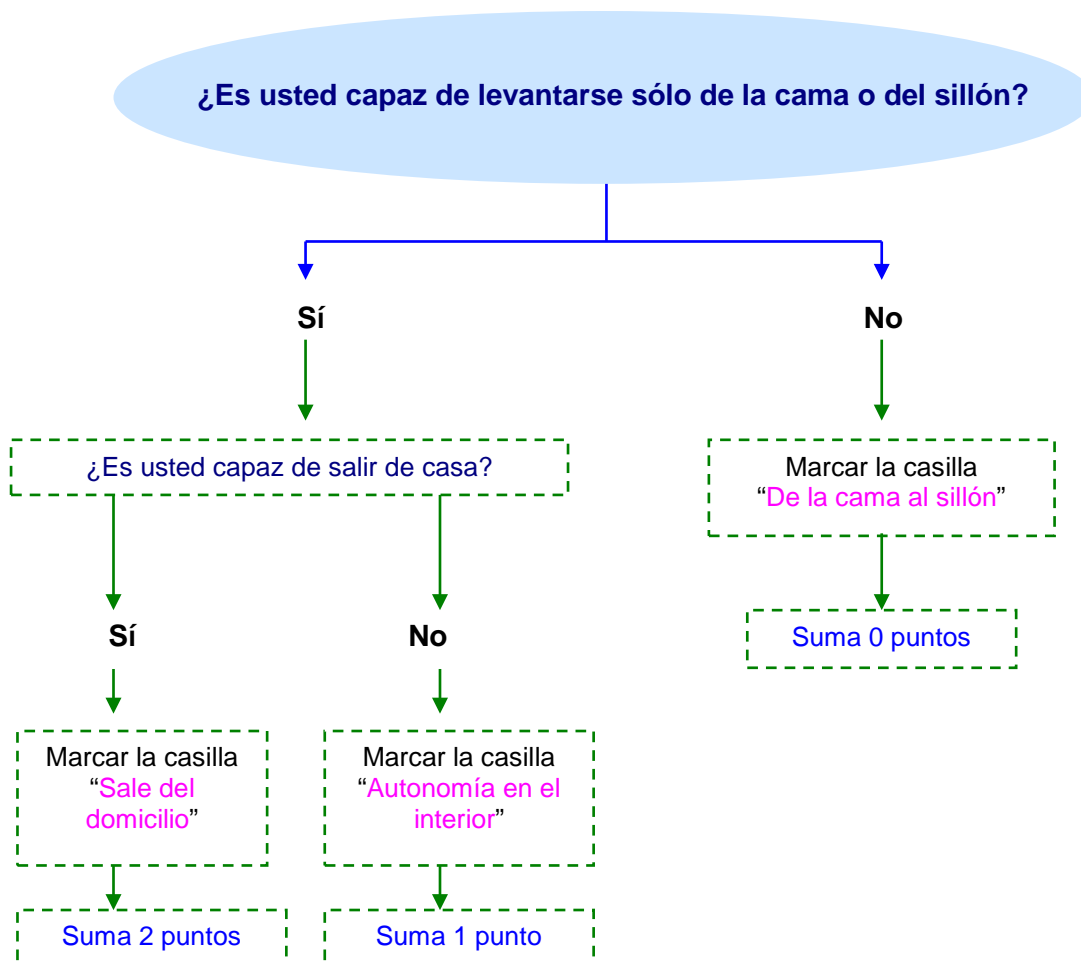 ¿Es usted capaz de levantarse sólo de la cama o del sillón?
Sí
No
¿Es usted capaz de salir de casa?
Marcar la casilla
“De la cama al sillón”
Suma 0 puntos
Sí
No
Marcar la casilla
“Sale del
domicilio”
Marcar la casilla
“Autonomía en el
interior”
Suma 2 puntos
Suma 1 punto